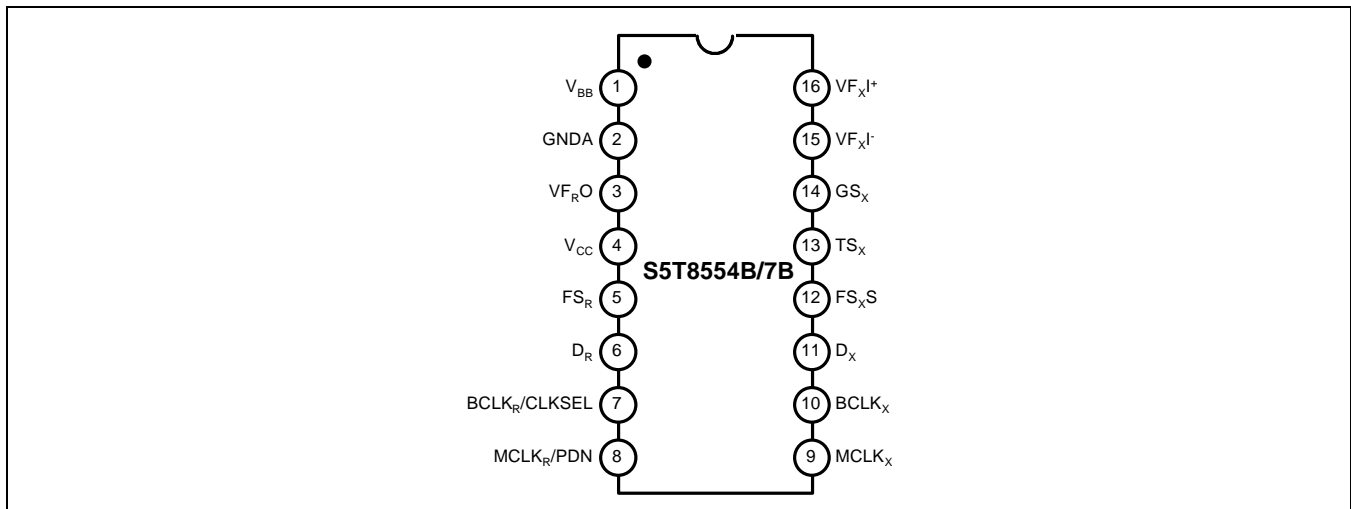 V_BB 1 16 VF_XI⁺
GNDA 2 15 VF_XI⁻
VF_RO 3 14 GS_X
V_CC 4 13 TS_X
S5T8554B/7B
FS_R 5 12 FS_XS
D_R 6 11 D_X
BCLK_R/CLKSEL 7 10 BCLK_X
MCLK_R/PDN 8 9 MCLK_X